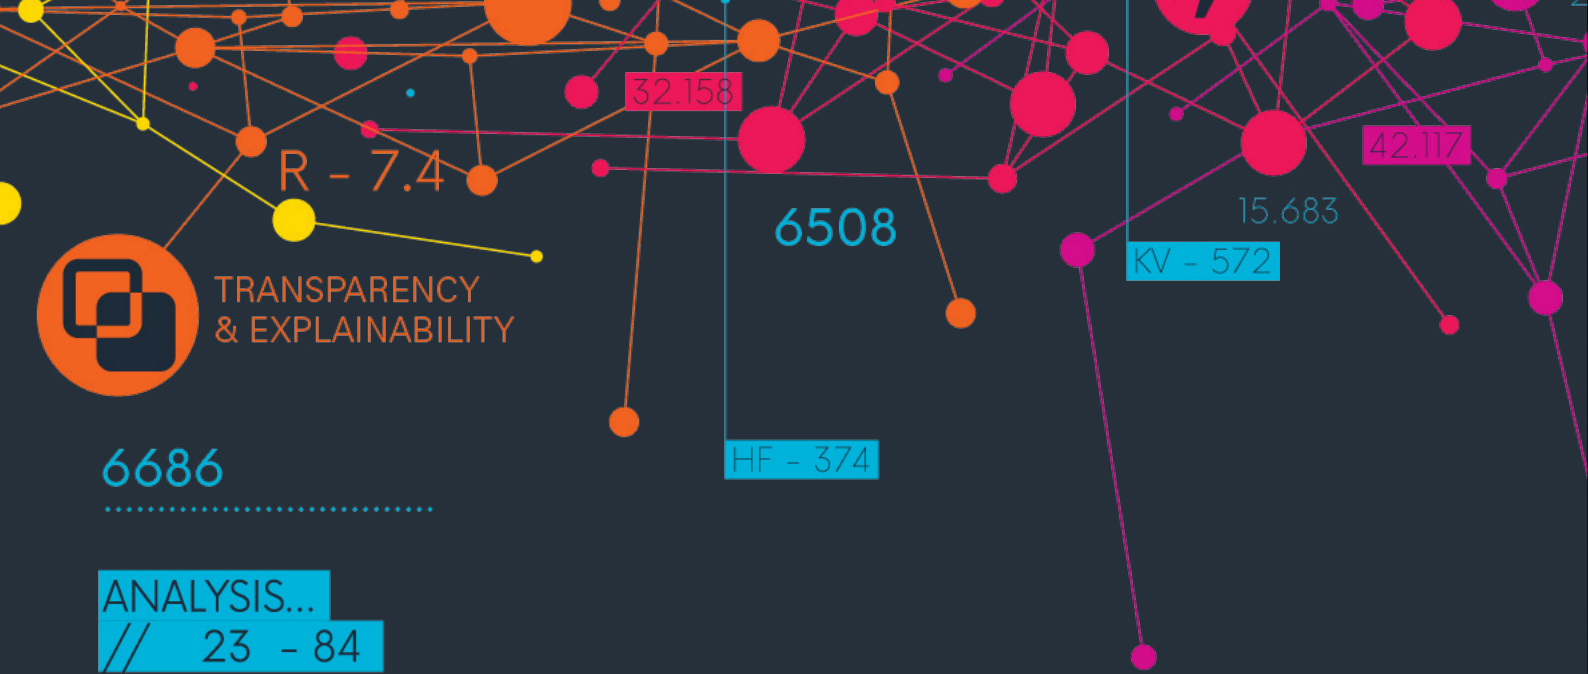 32.158
42.117
R - 7.4
15.683
6508
KV - 572
TRANSPARENCY
& EXPLAINABILITY
HF - 374
6686
ANALYSIS...
// 23 - 84